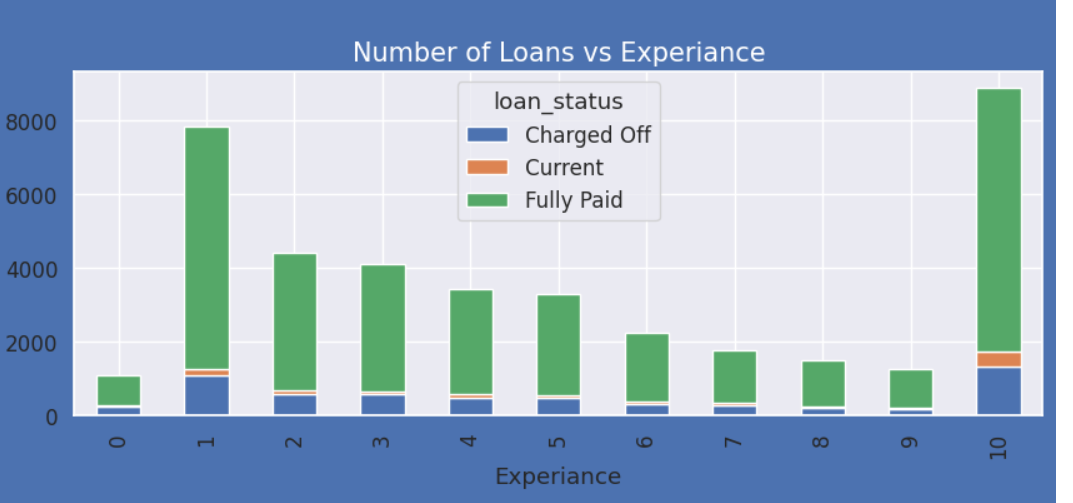 Number of Loans vs Experiance
loan_status
Charged Off
Current
Fully Paid
8000
6000
4000
2000
0
0 1 2 3 4 5 6 7 8 9 10
Experiance